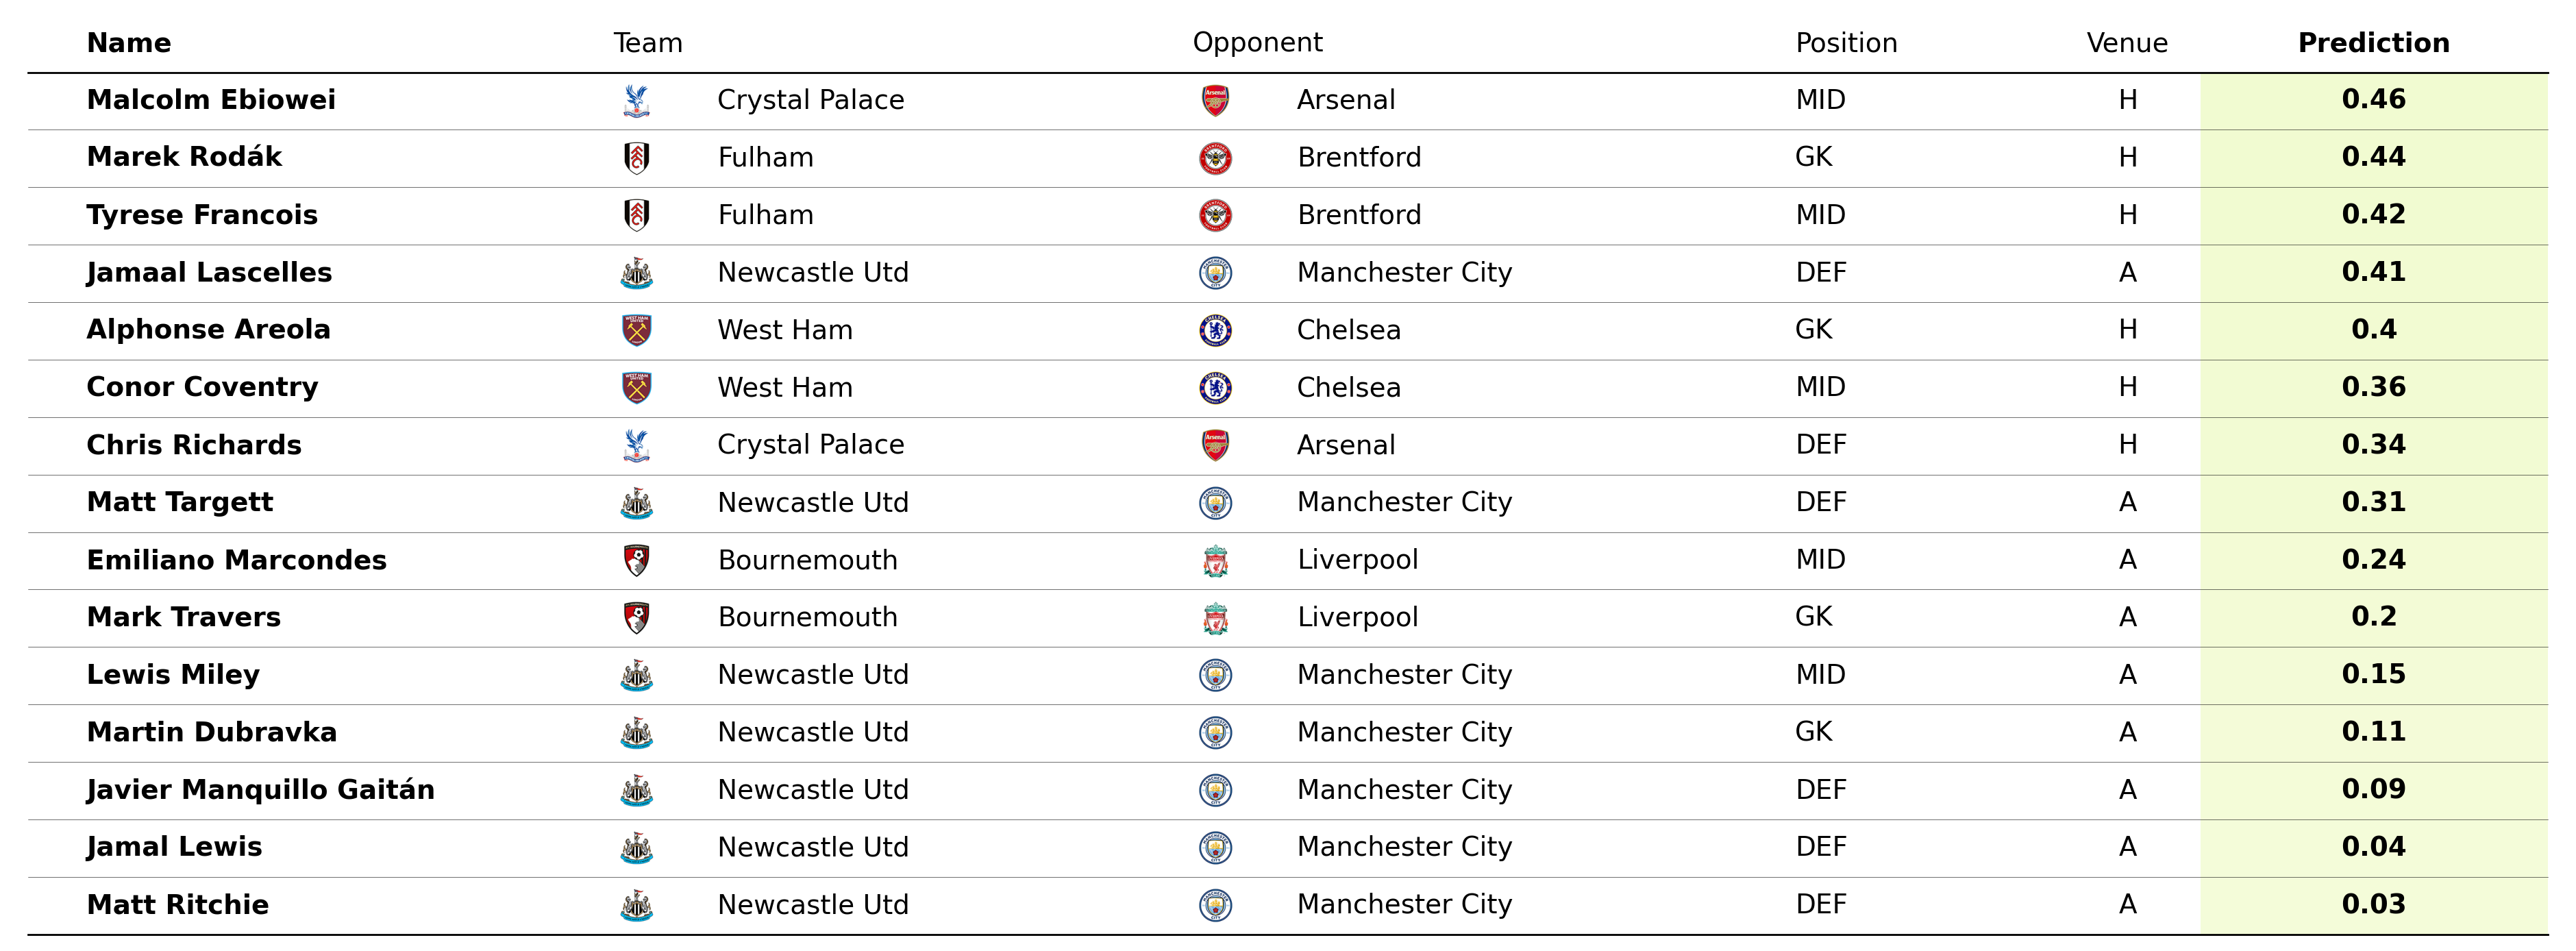 Name Team Opponent Position Venue Prediction
Malcolm Ebiowei Crystal Palace Arsenal MID H 0.46
Marek Rodák Fulham Brentford GK H 0.44
Tyrese Francois Fulham Brentford MID H 0.42
Jamaal Lascelles Newcastle Utd Manchester City DEF A 0.41
Alphonse Areola West Ham Chelsea GK H 0.4
Conor Coventry West Ham Chelsea MID H 0.36
Chris Richards Crystal Palace Arsenal DEF H 0.34
Matt Targett Newcastle Utd Manchester City DEF A 0.31
Emiliano Marcondes Bournemouth Liverpool MID A 0.24
Mark Travers Bournemouth Liverpool GK A 0.2
Lewis Miley Newcastle Utd Manchester City MID A 0.15
Martin Dubravka Newcastle Utd Manchester City GK A 0.11
Javier Manquillo Gaitán Newcastle Utd Manchester City DEF A 0.09
Jamal Lewis Newcastle Utd Manchester City DEF A 0.04
Matt Ritchie Newcastle Utd Manchester City DEF A 0.03